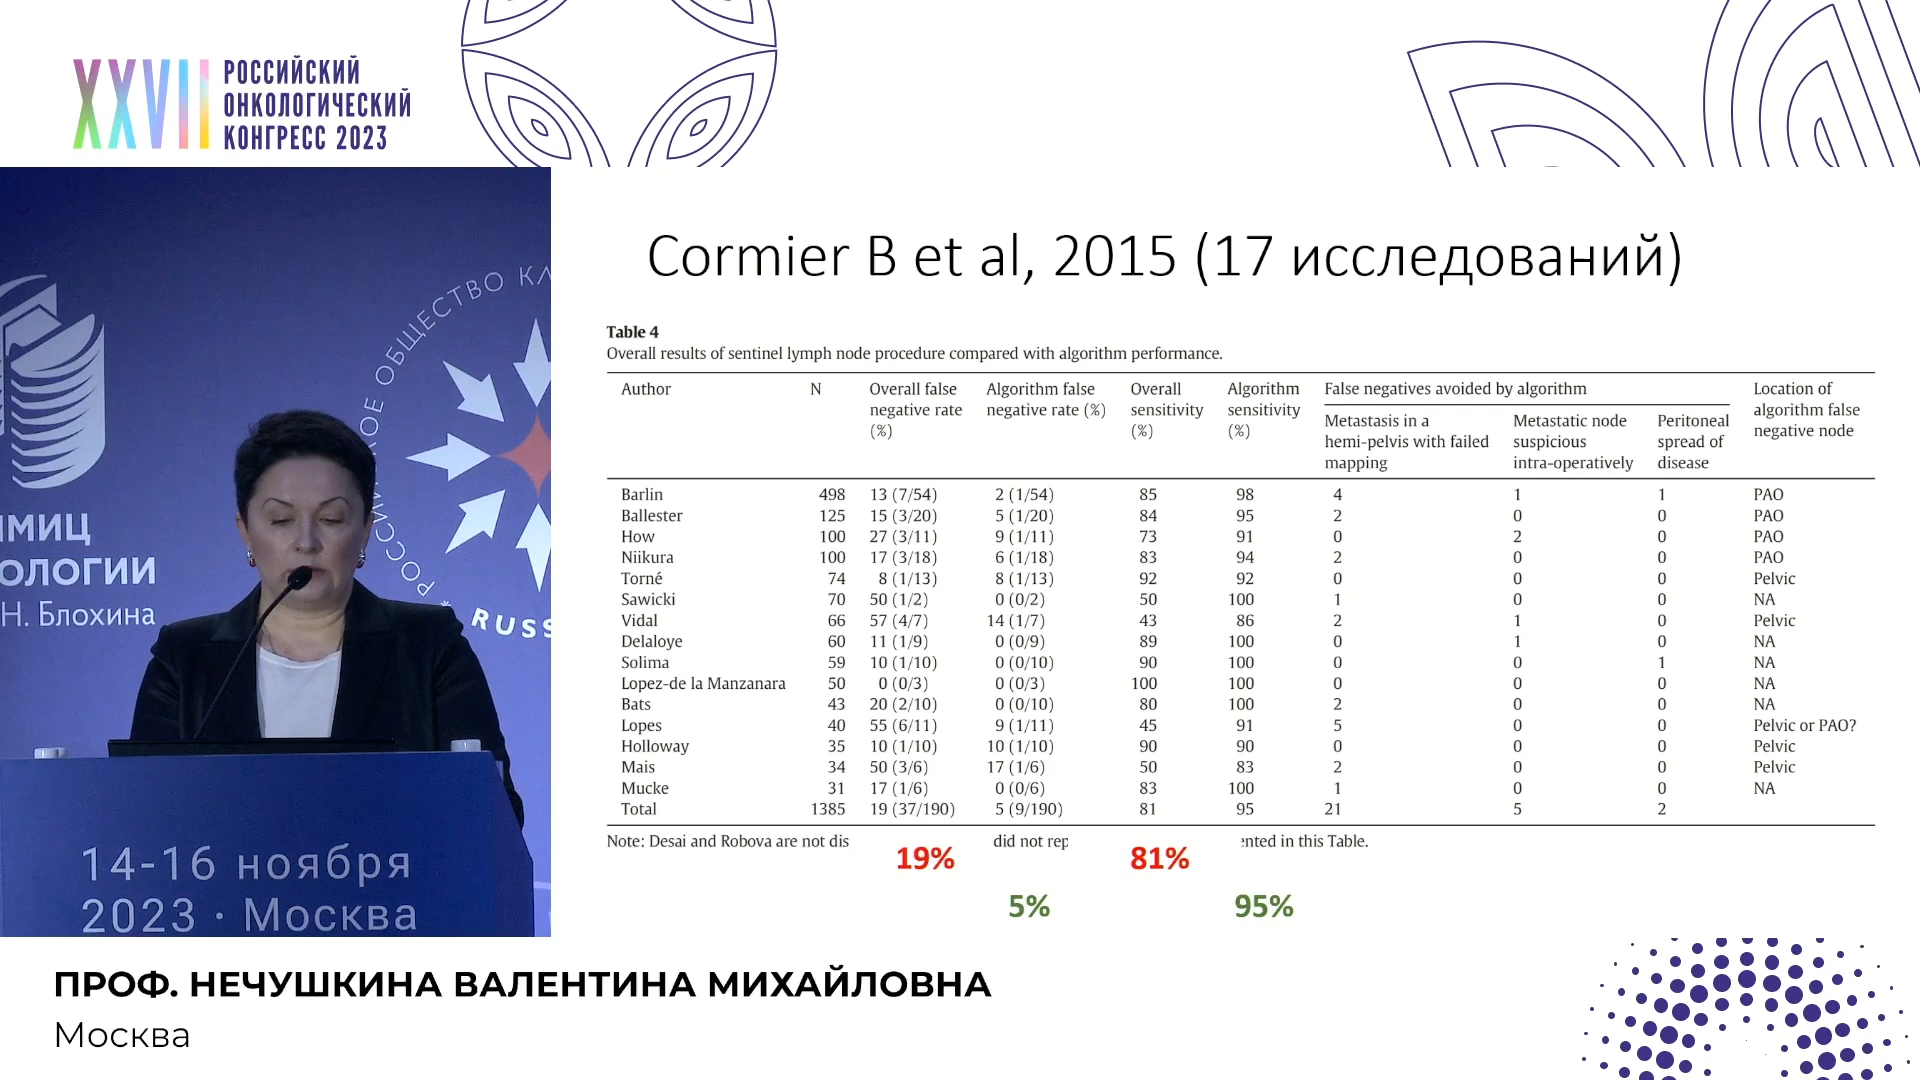 XXVII РОССИЙСКИЙ
ОНКОЛОГИЧЕСКИЙ
КОНГРЕСС 2023
ОБЩЕСТВО
RUSS
ОЛОГИИ
Н. Блохина
14-16 ноября
2023 · Москва
Cormier B et al, 2015 (17 исследований)
Table 4
Overall results of sentinel lymph node procedure compared with algorithm performance.
Author N Overall false negative rate (%) Algorithm false negative rate (%) Overall sensitivity (%) Algorithm sensitivity (%) False negatives avoided by algorithm Location of algorithm false negative node
Metastasis in a hemi-pelvis with failed mapping Metastatic node suspicious intra-operatively Peritoneal spread of disease
Barlin 498 13 (7/54) 2 (1/54) 85 98 4 1 1 PAO
Ballester 125 15 (3/20) 5 (1/20) 84 95 2 0 0 PAO
How 100 27 (3/11) 9 (1/11) 73 91 0 2 0 PAO
Niikura 100 17 (3/18) 6 (1/18) 83 94 2 0 0 PAO
Torné 74 8 (1/13) 8 (1/13) 92 92 0 0 0 Pelvic
Sawicki 70 50 (1/2) 0 (0/2) 50 100 1 0 0 NA
Vidal 66 57 (4/7) 14 (1/7) 43 86 2 1 0 Pelvic
Delaloye 60 11 (1/9) 0 (0/9) 89 100 0 1 0 NA
Solima 59 10 (1/10) 0 (0/10) 90 100 0 0 1 NA
Lopez-de la Manzanara 50 0 (0/3) 0 (0/3) 100 100 0 0 0 NA
Bats 43 20 (2/10) 0 (0/10) 80 100 2 0 0 NA
Lopes 40 55 (6/11) 9 (1/11) 45 91 5 0 0 Pelvic or PAO?
Holloway 35 10 (1/10) 10 (1/10) 90 90 0 0 0 Pelvic
Mais 34 50 (3/6) 17 (1/6) 50 83 2 0 0 Pelvic
Mucke 31 17 (1/6) 0 (0/6) 83 100 1 0 0 NA
Total 1385 19 (37/190) 5 (9/190) 81 95 21 5 2
Note: Desai and Robova are not dis did not rep ented in this Table.
19% 81%
5% 95%
ПРОФ. НЕЧУШКИНА ВАЛЕНТИНА МИХАЙЛОВНА
Москва